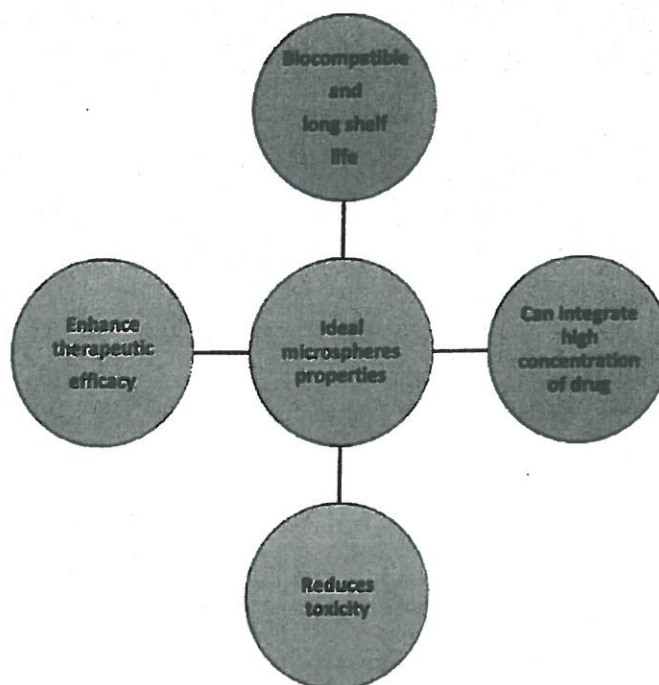 Biocompatible
and
long shelf
life
Enhance
therapeutic
efficacy
Ideal
microspheres
properties
Can integrate
high
concentration
of drug
Reduces
toxicity